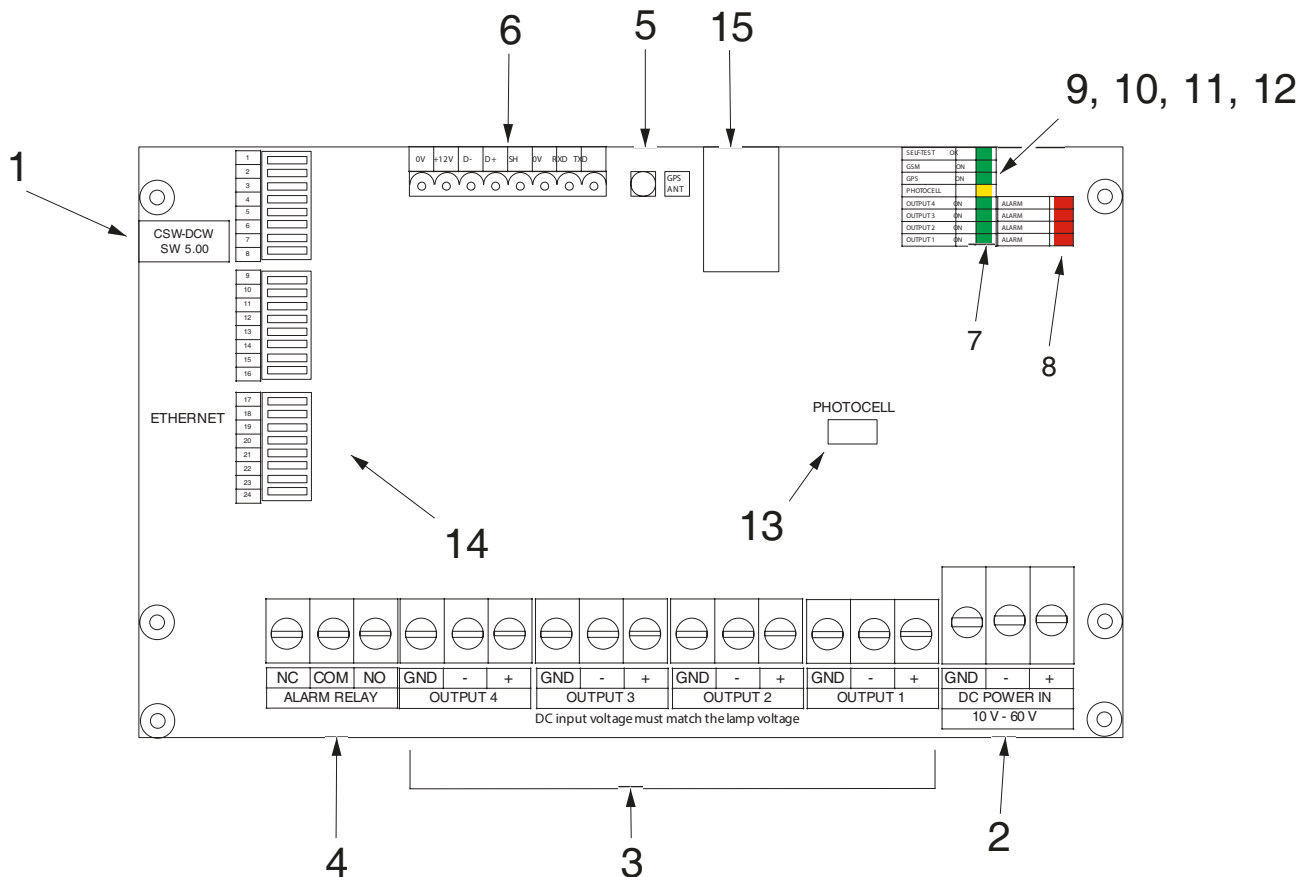 6 5 15
9, 10, 11, 12
1
CSW-DCW
SW 5.00
1
2
3
4
5
6
7
8
0V +12V D- D+ SH 0V RXD TXD
GPS
ANT
SELF-TEST OK
GSM ON
GPS ON
PHOTOCELL
OUTPUT 4 ON ALARM
OUTPUT 3 ON ALARM
OUTPUT 2 ON ALARM
OUTPUT 1 ON ALARM
7
8
9
10
11
12
13
14
15
16
ETHERNET
17
18
19
20
21
22
23
24
14
PHOTOCELL
13
NC COM NO GND - + GND - + GND - + GND - + GND - +
ALARM RELAY OUTPUT 4 OUTPUT 3 OUTPUT 2 OUTPUT 1 DC POWER IN
DC input voltage must match the lamp voltage
10 V - 60 V
4 3 2